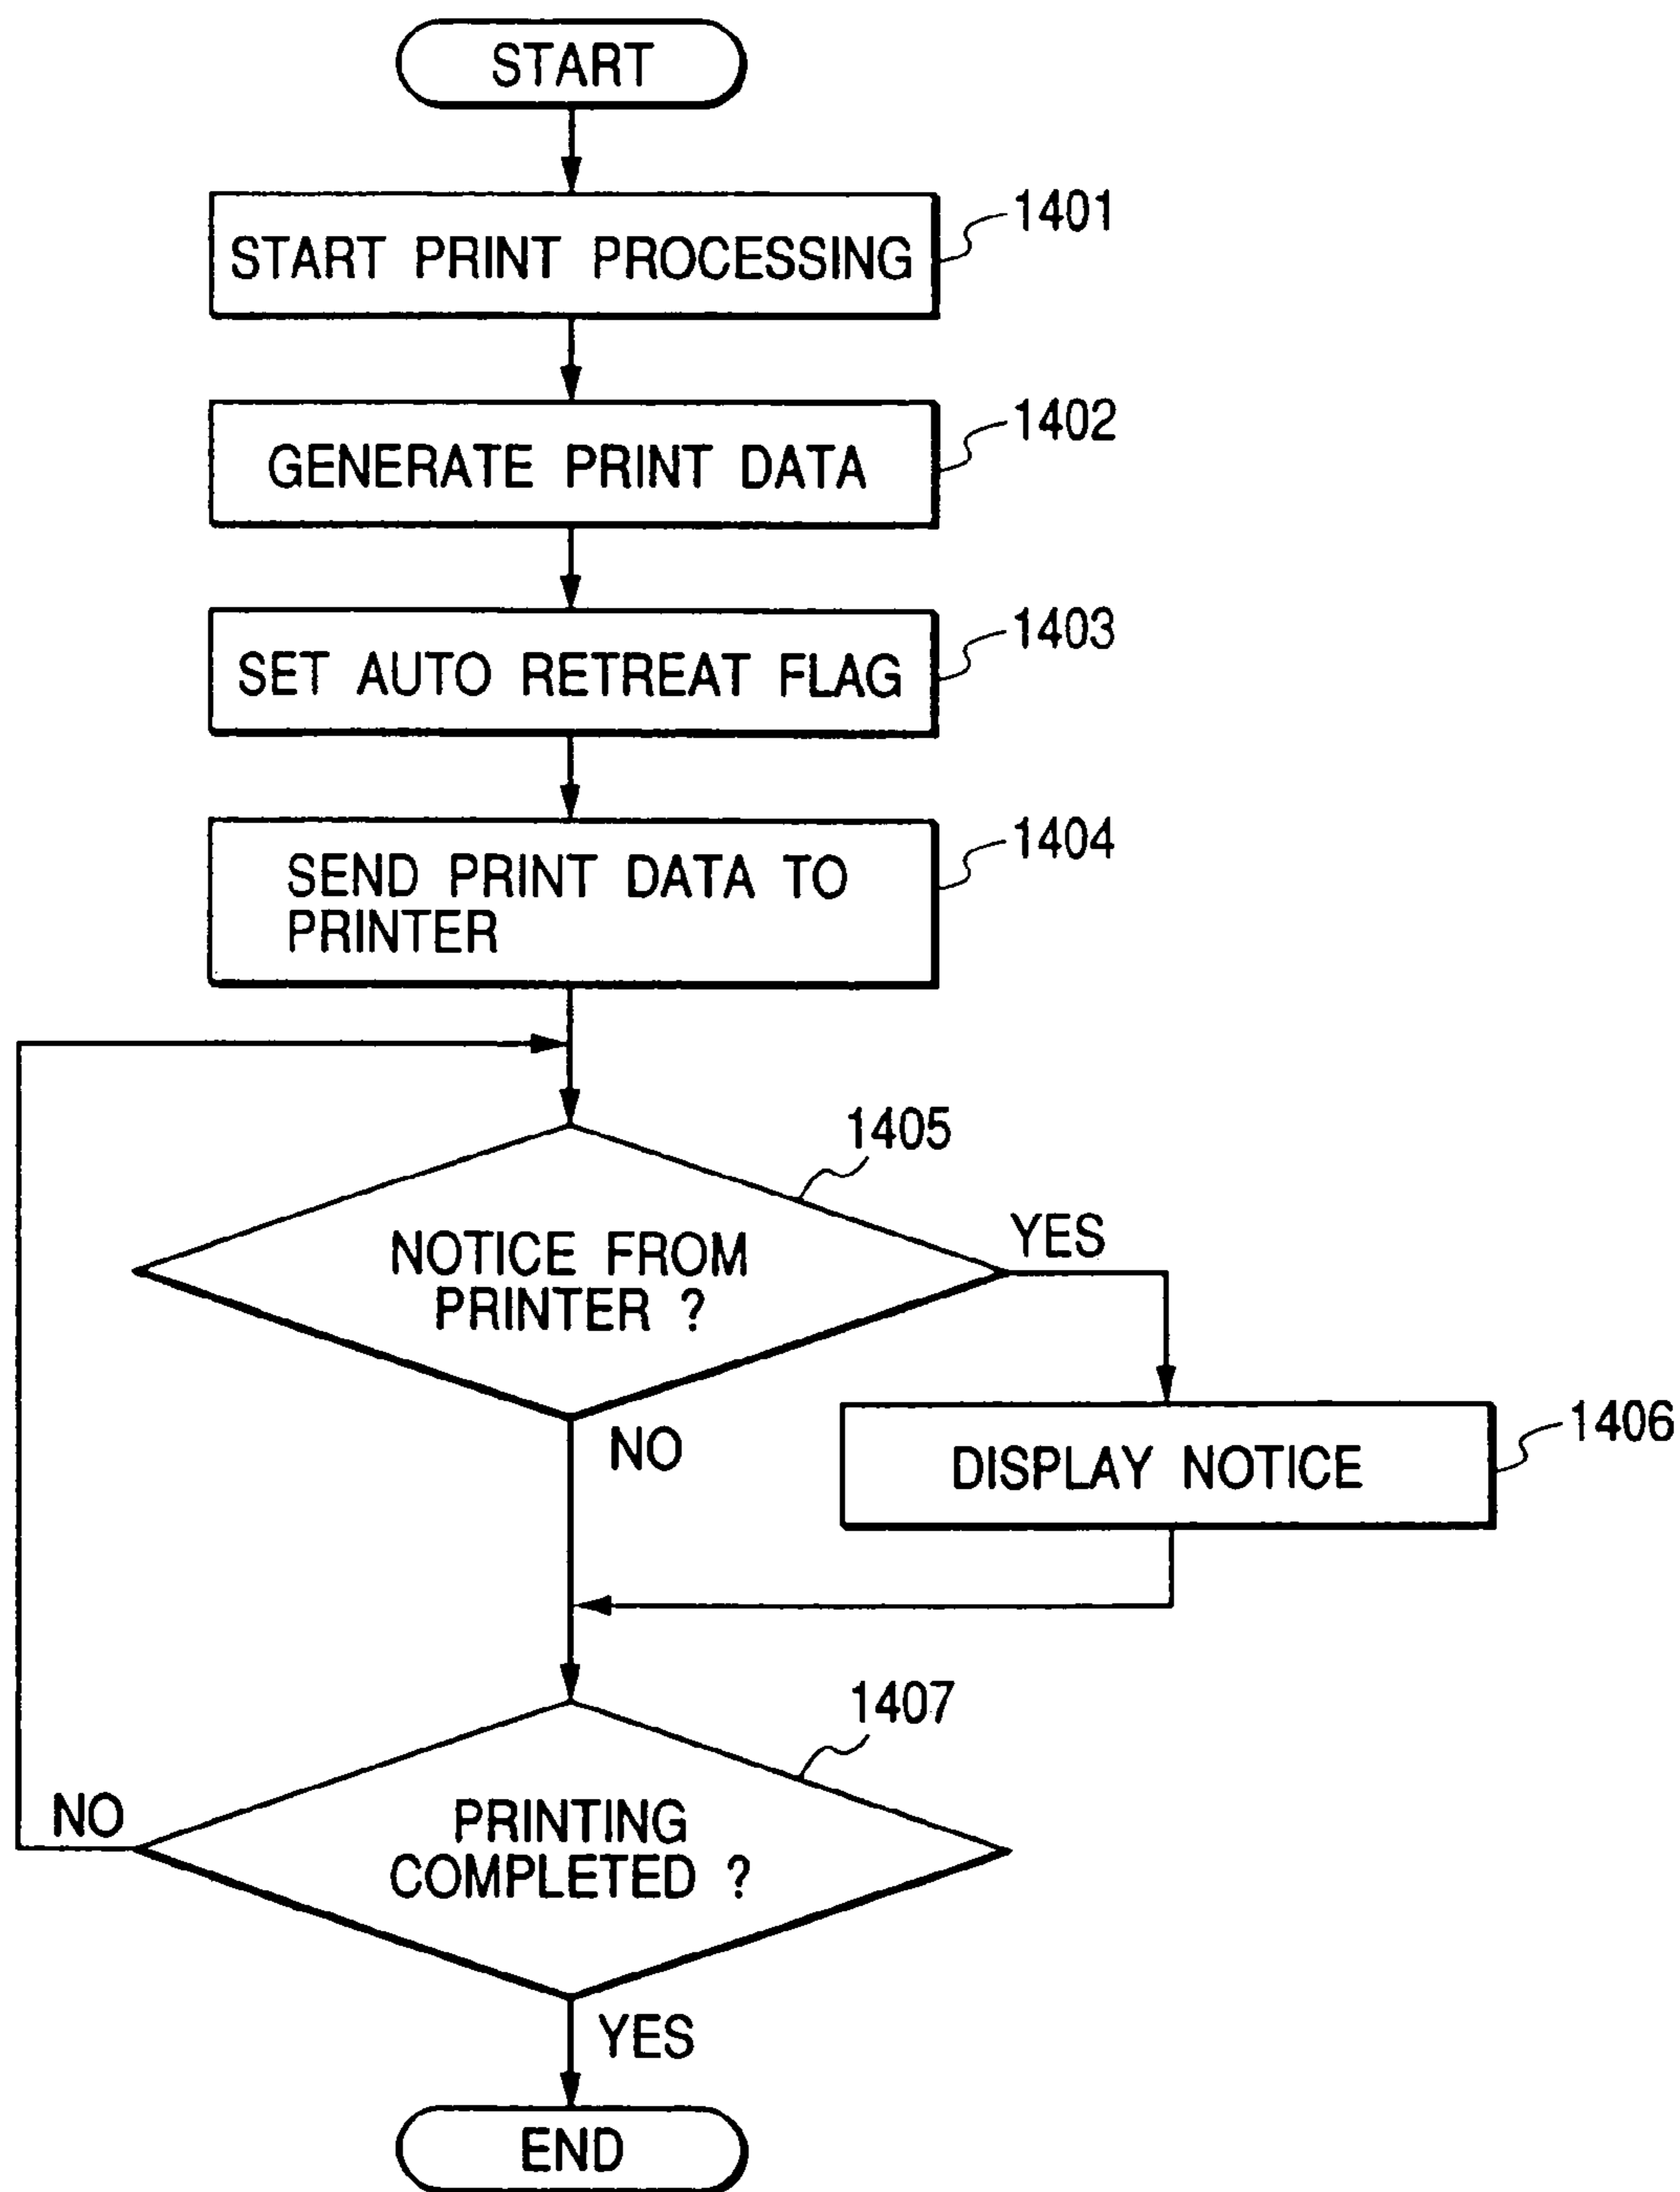 START
START PRINT PROCESSING
1401
GENERATE PRINT DATA
1402
SET AUTO RETREAT FLAG
1403
SEND PRINT DATA TO
PRINTER
1404
1405
NOTICE FROM
PRINTER ?
YES
NO
DISPLAY NOTICE
1406
1407
PRINTING
COMPLETED ?
NO
YES
END